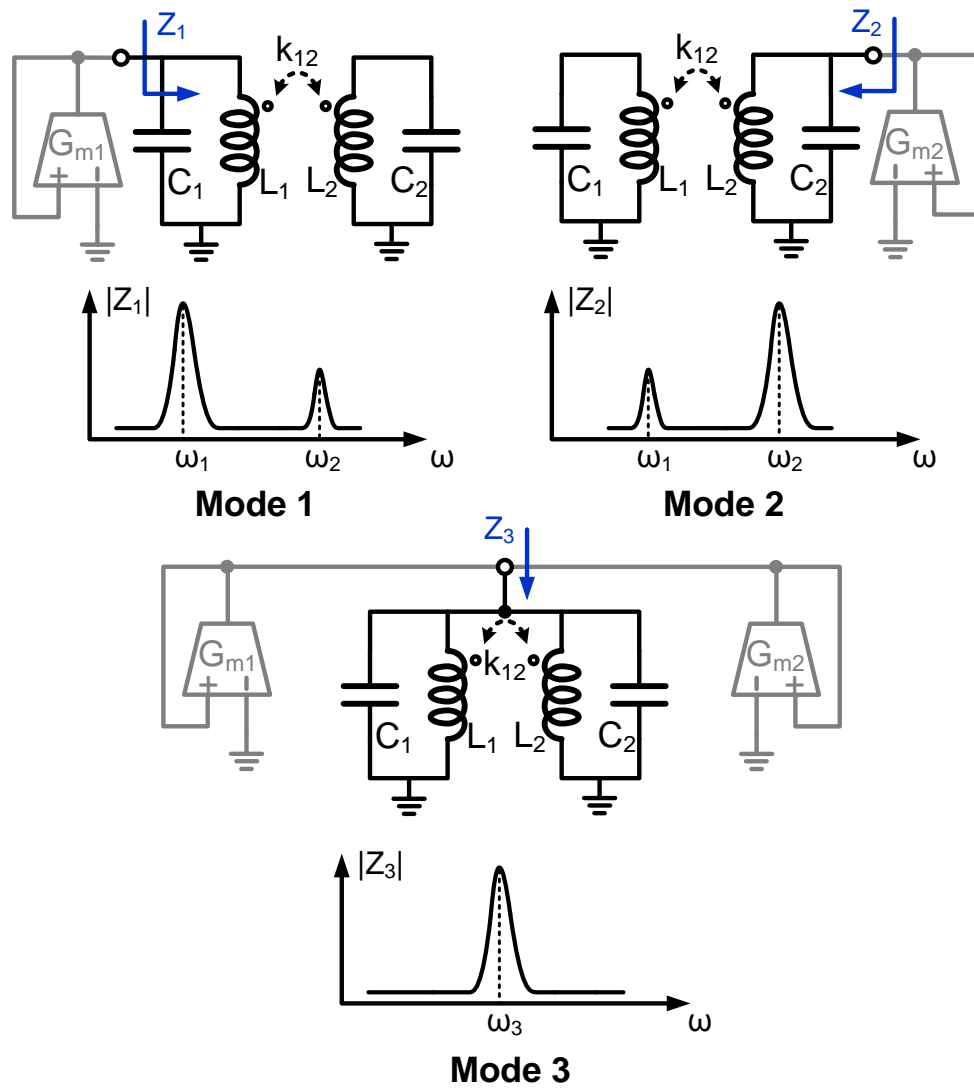 Z1
k12
Gm1
+ −
C1
L1
L2
C2
Z2
k12
C1
L1
L2
C2
Gm2
− +
|Z1|
ω1
ω2
ω
Mode 1
|Z2|
ω1
ω2
ω
Mode 2
Z3
Gm1
+ −
k12
C1
L1
L2
C2
Gm2
− +
|Z3|
ω3
ω
Mode 3